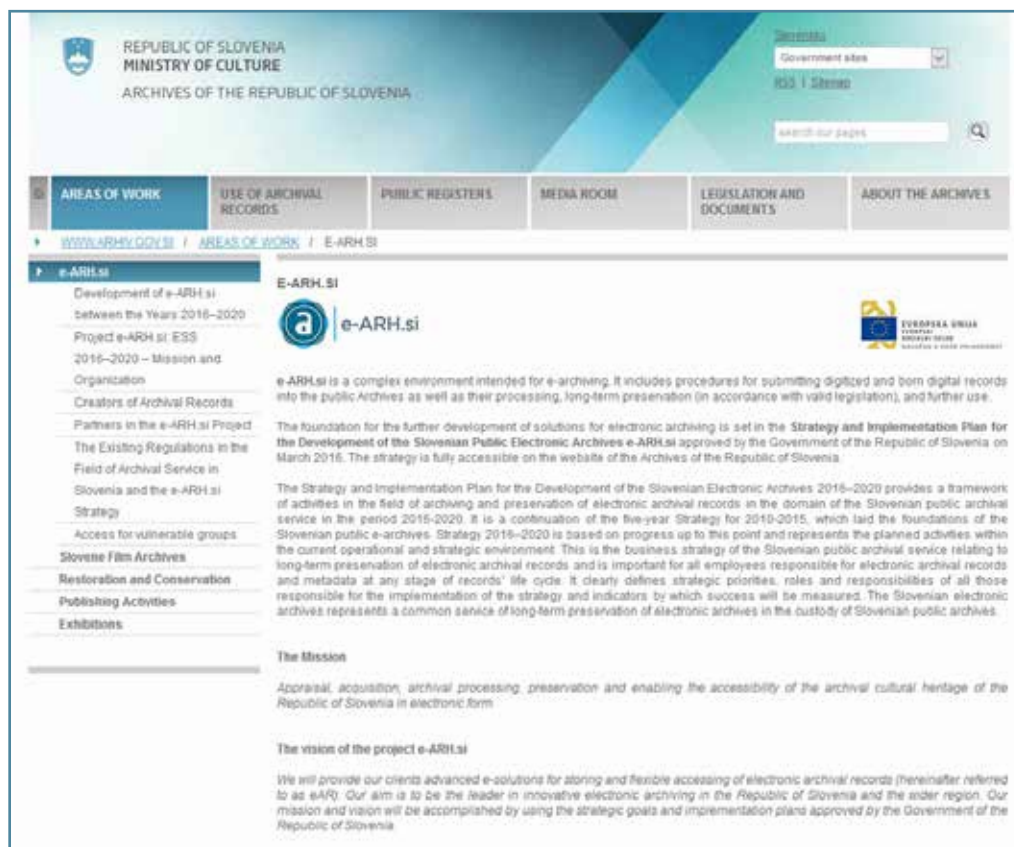 REPUBLIC OF SLOVENIA
MINISTRY OF CULTURE
ARCHIVES OF THE REPUBLIC OF SLOVENIA
Slovensko
Government sites
RSS | Sitemap
search our pages
AREAS OF WORK
USE OF ARCHIVAL
RECORDS
PUBLIC REGISTERS
MEDIA ROOM
LEGISLATION AND
DOCUMENTS
ABOUT THE ARCHIVES
WWW.ARHIV.GOV.SI / AREAS OF WORK / E-ARH.SI
e-ARH.si
Development of e-ARH.si
between the Years 2016–2020
Project e-ARH.si: ESS
2016–2020 – Mission and
Organization
Creators of Archival Records
Partners in the e-ARH.si Project
The Existing Regulations in the
Field of Archival Service in
Slovenia and the e-ARH.si
Strategy
Access for vulnerable groups
Slovene Film Archives
Restoration and Conservation
Publishing Activities
Exhibitions
E-ARH.SI
a e-ARH.si
EVROPSKA UNIJA
EVROPSKI
SOCIALNI SKLAD
e-ARH.si is a complex environment intended for e-archiving. It includes procedures for submitting digitized and born digital records
into the public Archives as well as their processing, long-term preservation (in accordance with valid legislation), and further use.
The foundation for the further development of solutions for electronic archiving is set in the Strategy and Implementation Plan for
the Development of the Slovenian Public Electronic Archives e-ARH.si approved by the Government of the Republic of Slovenia on
March 2016. The strategy is fully accessible on the website of the Archives of the Republic of Slovenia.
The Strategy and Implementation Plan for the Development of the Slovenian Electronic Archives 2016–2020 provides a framework
of activities in the field of archiving and preservation of electronic archival records in the domain of the Slovenian public archival
service in the period 2016-2020. It is a continuation of the five-year Strategy for 2010-2015, which laid the foundations of the
Slovenian public e-archives. Strategy 2016–2020 is based on progress up to this point and represents the planned activities within
the current operational and strategic environment. This is the business strategy of the Slovenian public archival service relating to
long-term preservation of electronic archival records and is important for all employees responsible for electronic archival records
and metadata at any stage of records' life cycle. It clearly defines strategic priorities, roles and responsibilities of all those
responsible for the implementation of the strategy and indicators by which success will be measured. The Slovenian electronic
archives represents a common service of long-term preservation of electronic archives in the custody of Slovenian public archives.
The Mission
Appraisal, acquisition, archival processing, preservation and enabling the accessibility of the archival cultural heritage of the
Republic of Slovenia in electronic form.
The vision of the project e-ARH.si
We will provide our clients advanced e-solutions for storing and flexible accessing of electronic archival records (hereinafter referred
to as eAR). Our aim is to be the leader in innovative electronic archiving in the Republic of Slovenia and the wider region. Our
mission and vision will be accomplished by using the strategic goals and implementation plans approved by the Government of the
Republic of Slovenia.